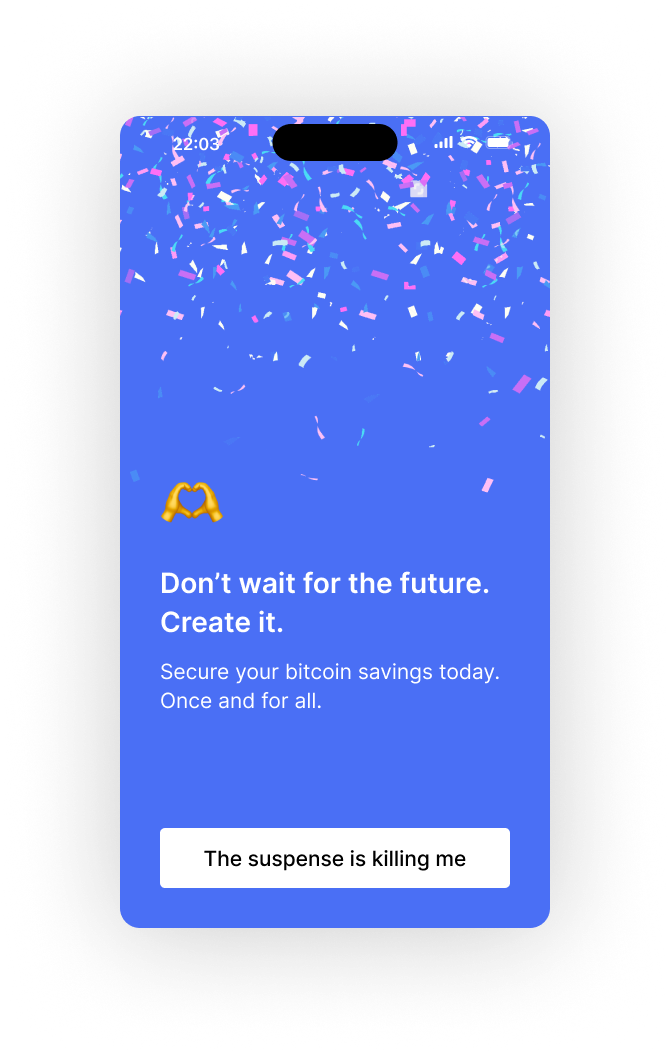 22:03
Don’t wait for the future.
Create it.
Secure your bitcoin savings today.
Once and for all.
The suspense is killing me